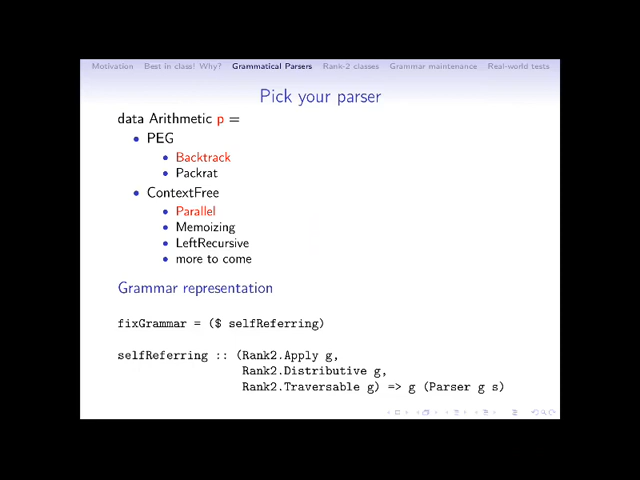 Motivation Best in class! Why? Grammatical Parsers Rank-2 classes Grammar maintenance Real-world tests
Pick your parser
data Arithmetic p =
• PEG
• Backtrack
• Packrat
• ContextFree
• Parallel
• Memoizing
• LeftRecursive
• more to come
Grammar representation
fixGrammar = ($ selfReferring)
selfReferring :: (Rank2.Apply g,
Rank2.Distributive g,
Rank2.Traversable g) => g (Parser g s)